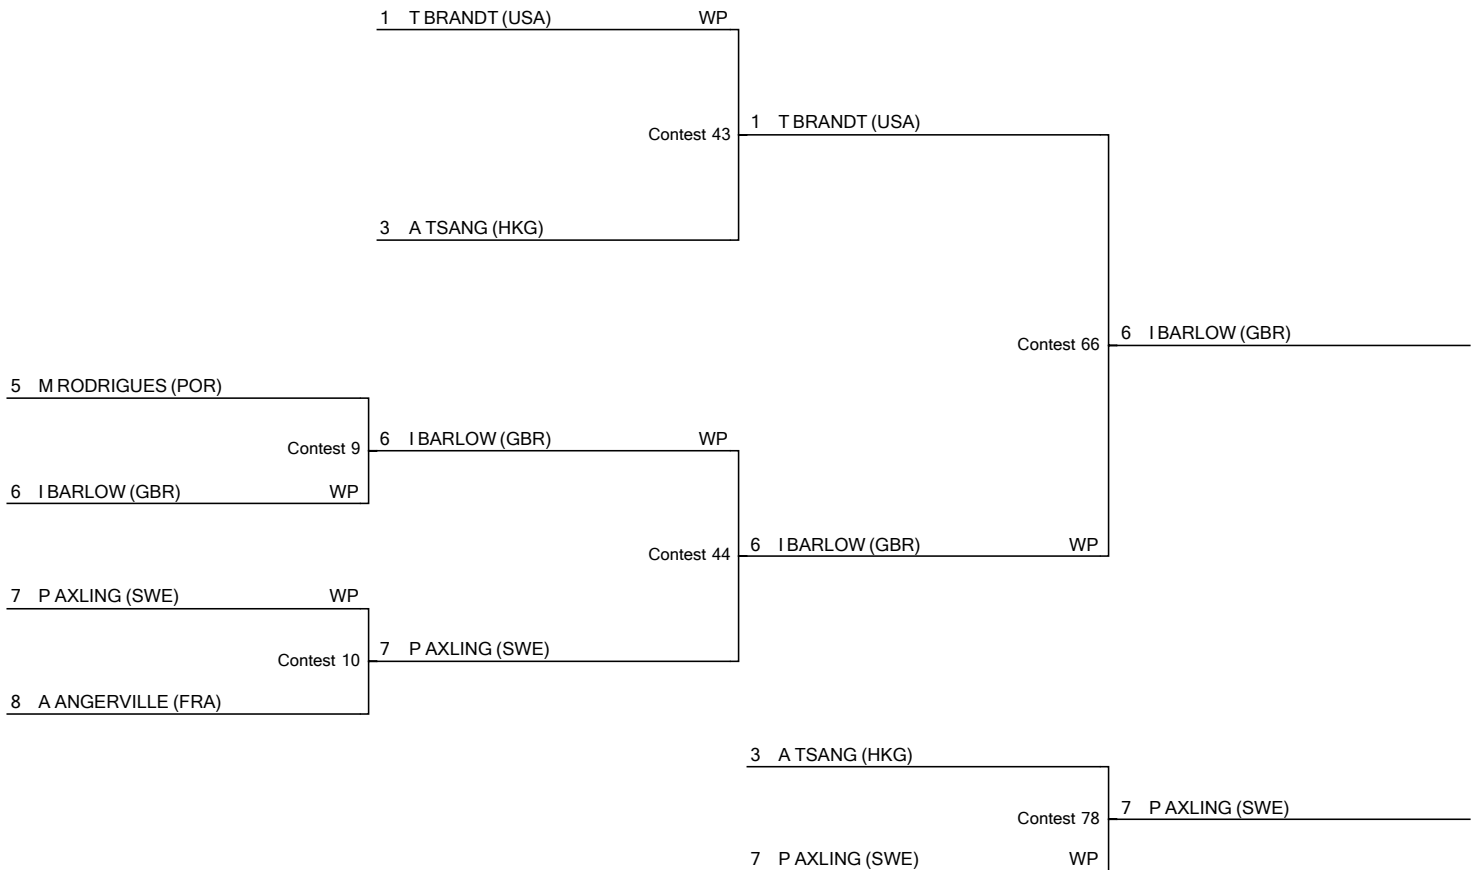 1 T BRANDT (USA) WP
Contest 43
1 T BRANDT (USA)
3 A TSANG (HKG)
Contest 66
6 I BARLOW (GBR)
5 M RODRIGUES (POR)
Contest 9
6 I BARLOW (GBR) WP
6 I BARLOW (GBR) WP
Contest 44
6 I BARLOW (GBR) WP
7 P AXLING (SWE) WP
Contest 10
7 P AXLING (SWE)
8 A ANGERVILLE (FRA)
3 A TSANG (HKG)
Contest 78
7 P AXLING (SWE)
7 P AXLING (SWE) WP